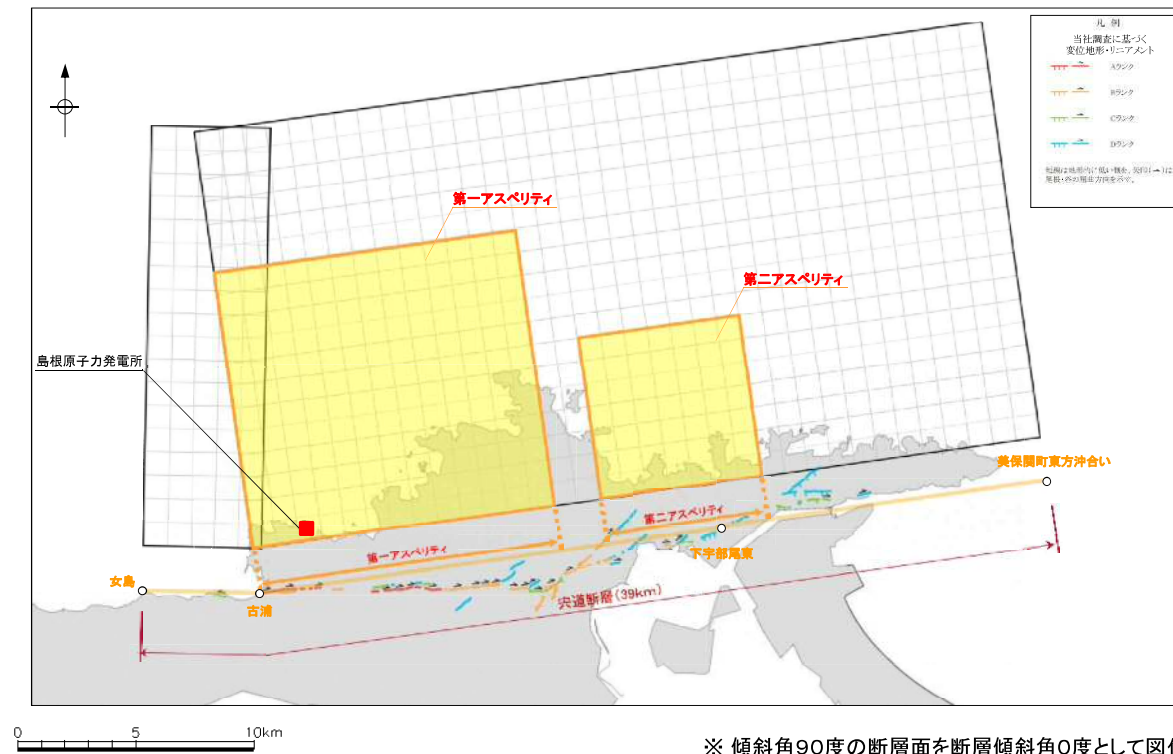 凡 例
当社調査に基づく
変位地形・リニアメント
Aランク
Bランク
Cランク
Dランク
第一アスペリティ
第二アスペリティ
島根原子力発電所
美保関町東方沖合い
第二アスペリティ
第一アスペリティ
下宇部尾東
女島
古浦
宍道断層(39km)
0 5 10km
※ 傾斜角90度の断層面を断層傾斜角0度として図